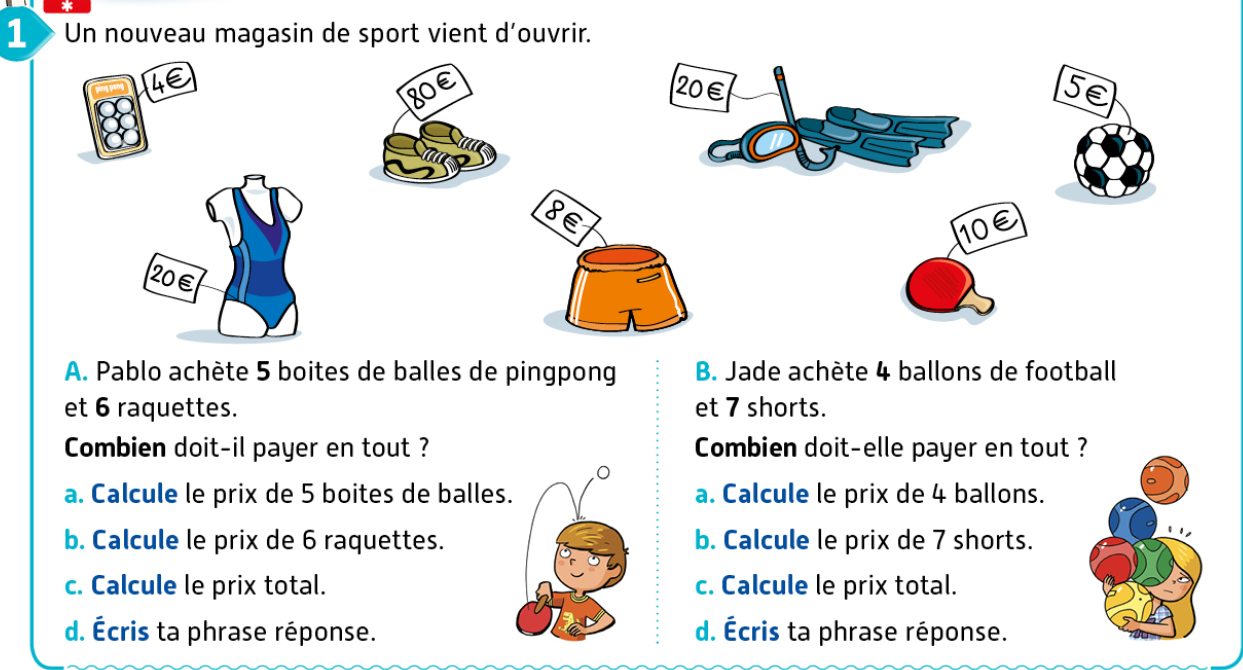 1 Un nouveau magasin de sport vient d'ouvrir.
ping pong
4€
80€
20€
5€
20€
8€
10€
A. Pablo achète 5 boites de balles de pingpong
et 6 raquettes.
Combien doit-il payer en tout ?
a. Calcule le prix de 5 boites de balles.
b. Calcule le prix de 6 raquettes.
c. Calcule le prix total.
d. Écris ta phrase réponse.
B. Jade achète 4 ballons de football
et 7 shorts.
Combien doit-elle payer en tout ?
a. Calcule le prix de 4 ballons.
b. Calcule le prix de 7 shorts.
c. Calcule le prix total.
d. Écris ta phrase réponse.